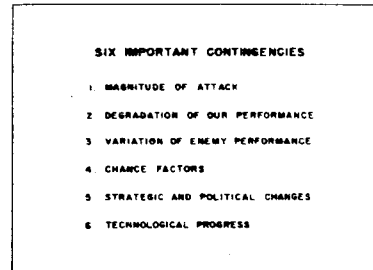 SIX IMPORTANT CONTINGENCIES
1. MAGNITUDE OF ATTACK
2 DEGRADATION OF OUR PERFORMANCE
3 VARIATION OF ENEMY PERFORMANCE
4 CHANCE FACTORS
5 STRATEGIC AND POLITICAL CHANGES
6 TECHNOLOGICAL PROGRESS